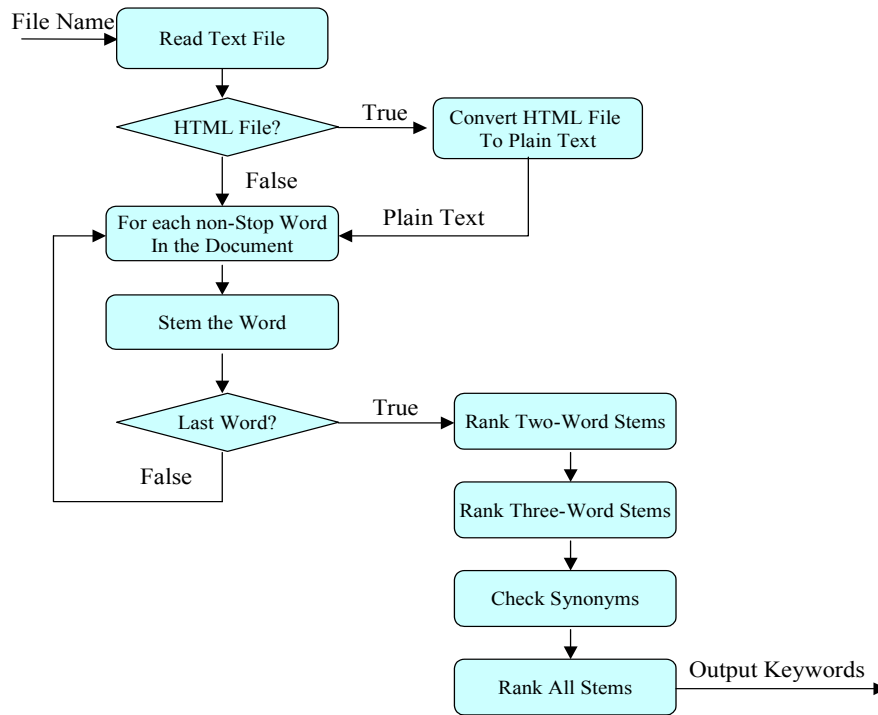 File Name
Read Text File
HTML File?
True
Convert HTML File
To Plain Text
False
For each non-Stop Word
In the Document
Plain Text
Stem the Word
Last Word?
True
Rank Two-Word Stems
False
Rank Three-Word Stems
Check Synonyms
Rank All Stems
Output Keywords